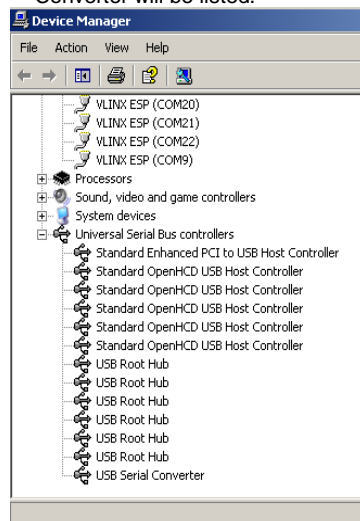 Converter will be listed.
Device Manager
File Action View Help
VLINX ESP (COM20)
VLINX ESP (COM21)
VLINX ESP (COM22)
VLINX ESP (COM9)
Processors
Sound, video and game controllers
System devices
Universal Serial Bus controllers
Standard Enhanced PCI to USB Host Controller
Standard OpenHCD USB Host Controller
Standard OpenHCD USB Host Controller
Standard OpenHCD USB Host Controller
Standard OpenHCD USB Host Controller
Standard OpenHCD USB Host Controller
USB Root Hub
USB Root Hub
USB Root Hub
USB Root Hub
USB Root Hub
USB Root Hub
USB Serial Converter